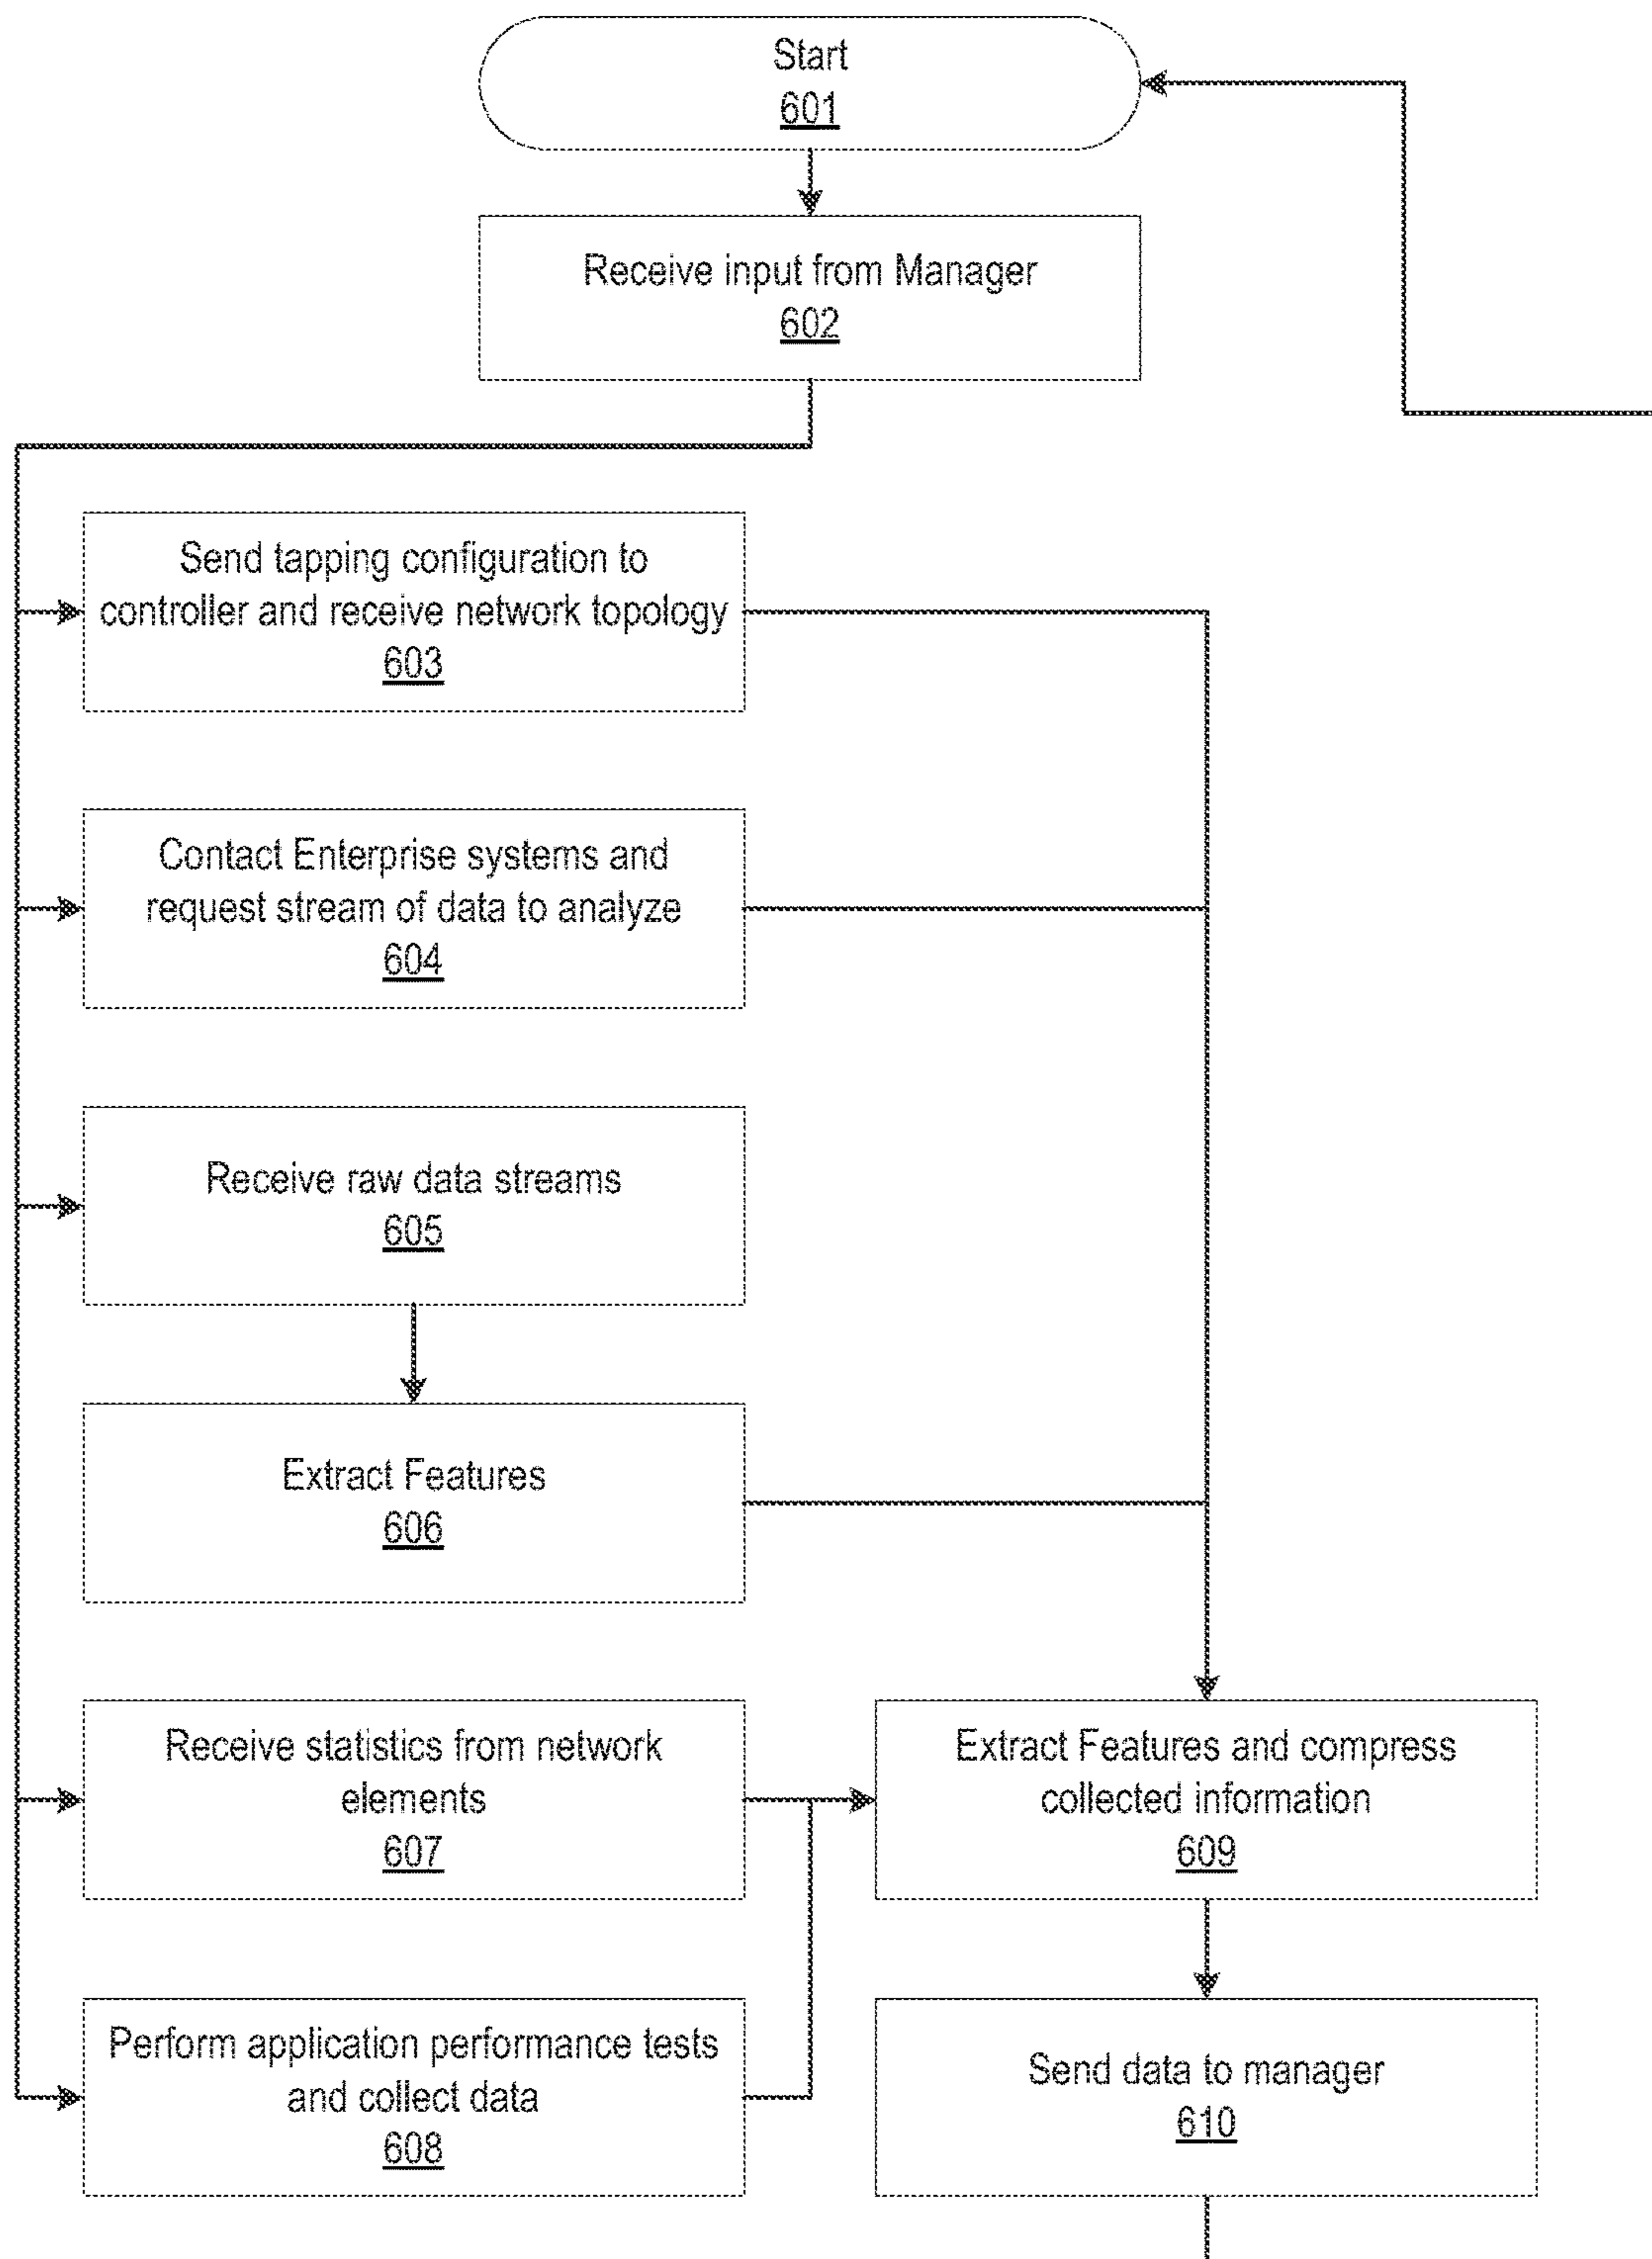 Start
601
Receive input from Manager
602
Send tapping configuration to
controller and receive network topology
603
Contact Enterprise systems and
request stream of data to analyze
604
Receive raw data streams
605
Extract Features
606
Receive statistics from network
elements
607
Extract Features and compress
collected information
609
Perform application performance tests
and collect data
608
Send data to manager
610